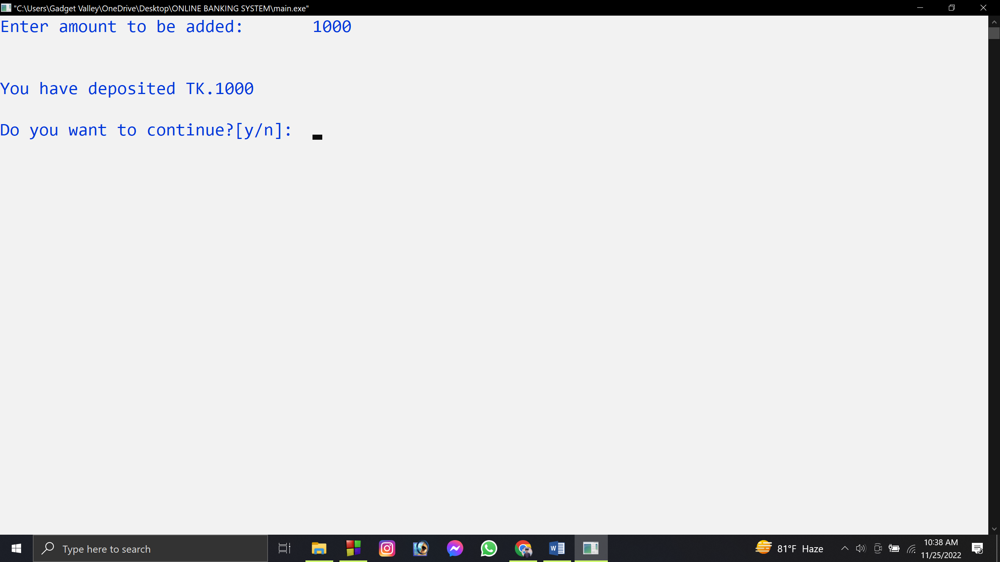 "C:\Users\Gadget Valley\OneDrive\Desktop\ONLINE BANKING SYSTEM\main.exe"
Enter amount to be added:       1000
You have deposited TK.1000
Do you want to continue?[y/n]:
Type here to search
81°F Haze
10:38 AM
11/25/2022